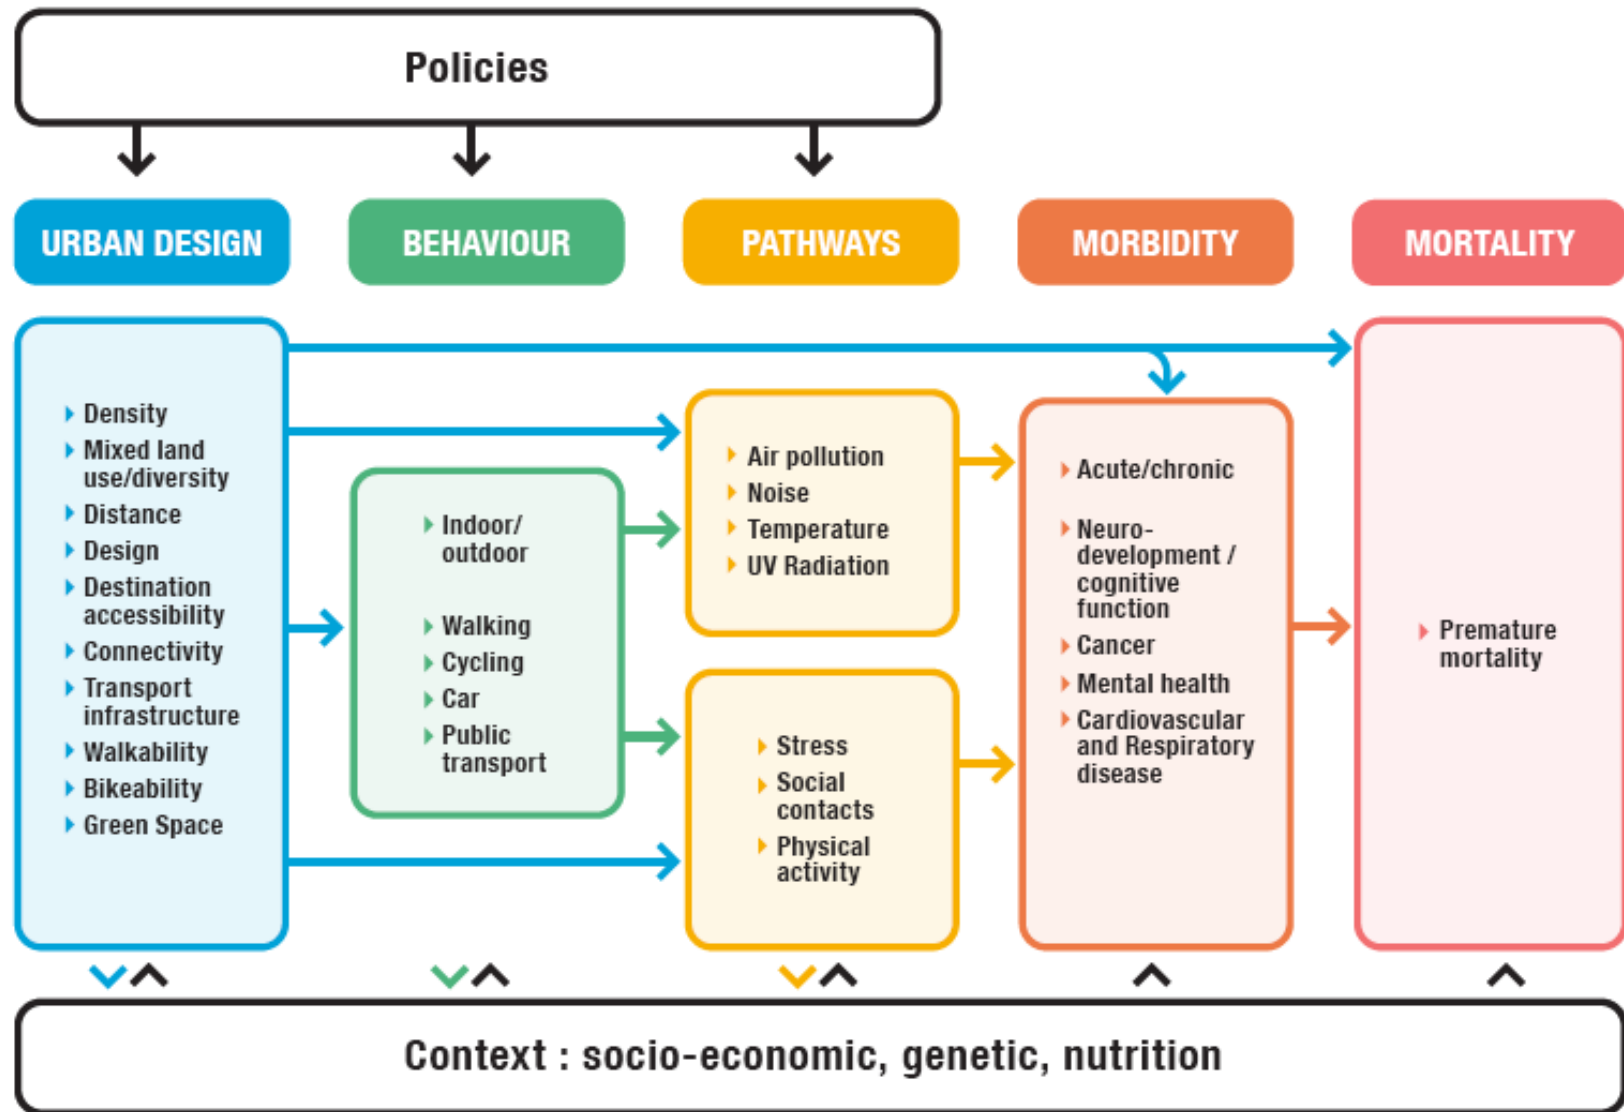 Policies
URBAN DESIGN
BEHAVIOUR
PATHWAYS
MORBIDITY
MORTALITY
Density
Mixed land
use/diversity
Distance
Design
Destination
accessibility
Connectivity
Transport
infrastructure
Walkability
Bikeability
Green Space
Indoor/
outdoor
Walking
Cycling
Car
Public
transport
Air pollution
Noise
Temperature
UV Radiation
Stress
Social
contacts
Physical
activity
Acute/chronic
Neuro-
development /
cognitive
function
Cancer
Mental health
Cardiovascular
and Respiratory
disease
Premature
mortality
Context : socio-economic, genetic, nutrition